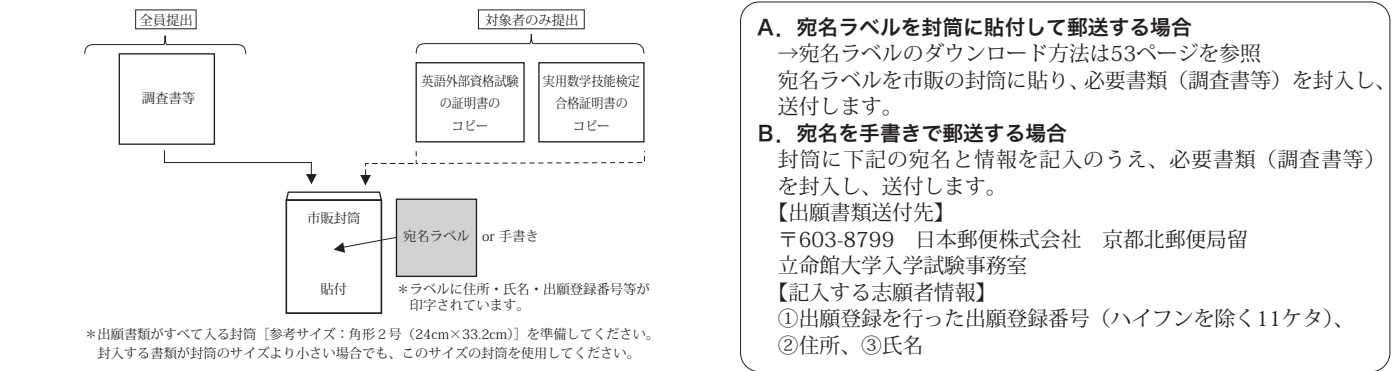 全員提出
対象者のみ提出
調査書等
英語外部資格試験
の証明書の
コピー
実用数学技能検定
合格証明書の
コピー
市販封筒
貼付
宛名ラベル
or 手書き
＊ラベルに住所・氏名・出願登録番号等が
印字されています。
＊出願書類がすべて入る封筒［参考サイズ：角形２号（24cm×33.2cm）］を準備してください。
封入する書類が封筒のサイズより小さい場合でも、このサイズの封筒を使用してください。
A．宛名ラベルを封筒に貼付して郵送する場合
→宛名ラベルのダウンロード方法は53ページを参照
宛名ラベルを市販の封筒に貼り、必要書類（調査書等）を封入し、
送付します。
B．宛名を手書きで郵送する場合
封筒に下記の宛名と情報を記入のうえ、必要書類（調査書等）
を封入し、送付します。
【出願書類送付先】
〒603-8799　日本郵便株式会社　京都北郵便局留
立命館大学入学試験事務室
【記入する志願者情報】
①出願登録を行った出願登録番号（ハイフンを除く11ケタ）、
②住所、③氏名